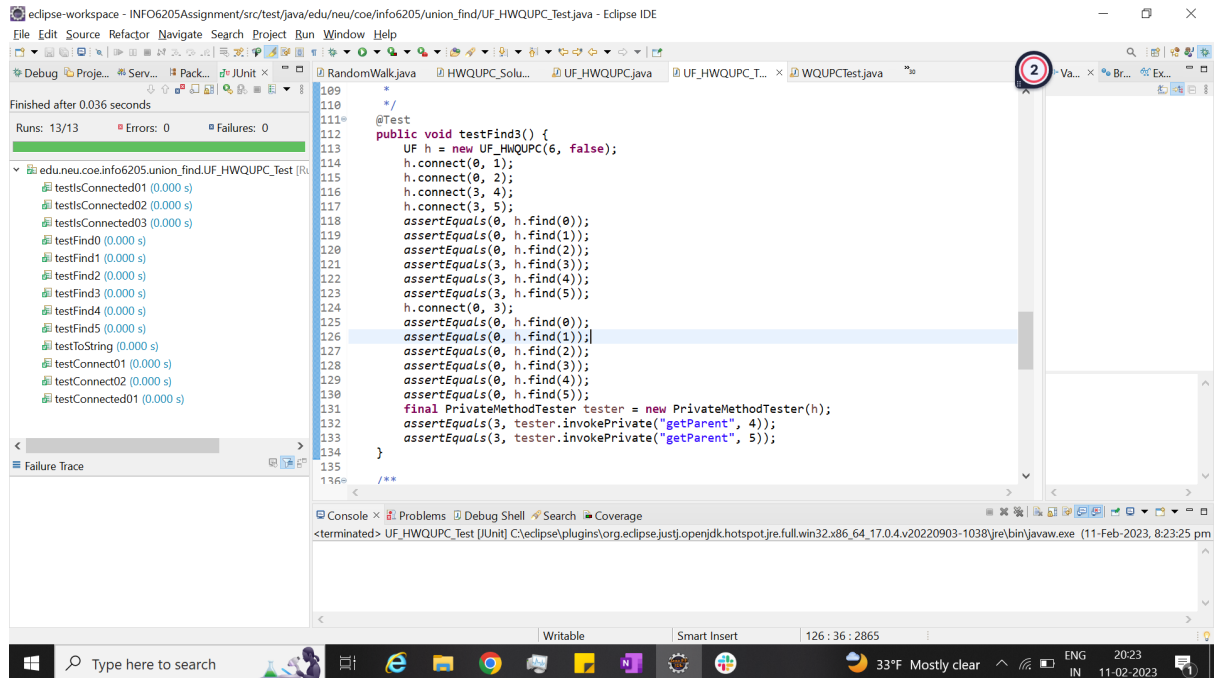 eclipse-workspace - INFO6205Assignment/src/test/java/edu/neu/coe/info6205/union_find/UF_HWQUPC_Test.java - Eclipse IDE
File Edit Source Refactor Navigate Search Project Run Window Help
Debug Proje... Serv... Pack... JUnit
RandomWalk.java HWQUPC_Solu... UF_HWQUPC.java UF_HWQUPC_T... WQUPCTest.java »30
2 Va... Br... Ex...
Finished after 0.036 seconds
Runs: 13/13 Errors: 0 Failures: 0
edu.neu.coe.info6205.union_find.UF_HWQUPC_Test [Ru
testIsConnected01 (0.000 s)
testIsConnected02 (0.000 s)
testIsConnected03 (0.000 s)
testFind0 (0.000 s)
testFind1 (0.000 s)
testFind2 (0.000 s)
testFind3 (0.000 s)
testFind4 (0.000 s)
testFind5 (0.000 s)
testToString (0.000 s)
testConnect01 (0.000 s)
testConnect02 (0.000 s)
testConnected01 (0.000 s)
Failure Trace
109 *
110 */
111 @Test
112 public void testFind3() {
113 UF h = new UF_HWQUPC(6, false);
114 h.connect(0, 1);
115 h.connect(0, 2);
116 h.connect(3, 4);
117 h.connect(3, 5);
118 assertEquals(0, h.find(0));
119 assertEquals(0, h.find(1));
120 assertEquals(0, h.find(2));
121 assertEquals(3, h.find(3));
122 assertEquals(3, h.find(4));
123 assertEquals(3, h.find(5));
124 h.connect(0, 3);
125 assertEquals(0, h.find(0));
126 assertEquals(0, h.find(1));
127 assertEquals(0, h.find(2));
128 assertEquals(0, h.find(3));
129 assertEquals(0, h.find(4));
130 assertEquals(0, h.find(5));
131 final PrivateMethodTester tester = new PrivateMethodTester(h);
132 assertEquals(3, tester.invokePrivate("getParent", 4));
133 assertEquals(3, tester.invokePrivate("getParent", 5));
134 }
135
136 /**
Console Problems Debug Shell Search Coverage
<terminated> UF_HWQUPC_Test [JUnit] C:\eclipse\plugins\org.eclipse.justj.openjdk.hotspot.jre.full.win32.x86_64_17.0.4.v20220903-1038\jre\bin\javaw.exe (11-Feb-2023, 8:23:25 pm
Writable Smart Insert 126 : 36 : 2865
Type here to search
33°F Mostly clear
ENG
IN
20:23
11-02-2023
1